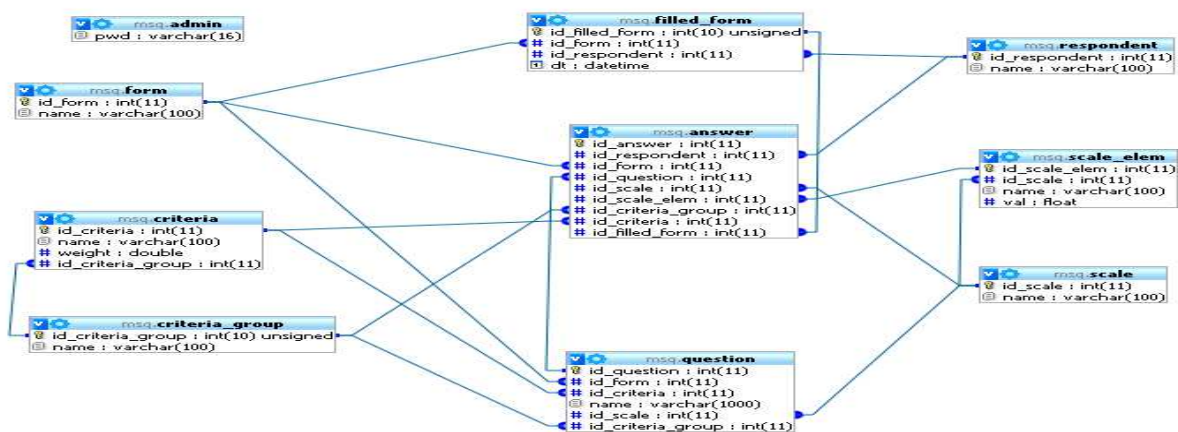 msq.admin
pwd : varchar(16)
msq.filled_form
id_filled_form : int(10) unsigned
id_form : int(11)
id_respondent : int(11)
dt : datetime
msq.respondent
id_respondent : int(11)
name : varchar(100)
msq.form
id_form : int(11)
name : varchar(100)
msq.answer
id_answer : int(11)
id_respondent : int(11)
id_form : int(11)
id_question : int(11)
id_scale : int(11)
id_scale_elem : int(11)
id_criteria_group : int(11)
id_criteria : int(11)
id_filled_form : int(11)
msq.scale_elem
id_scale_elem : int(11)
id_scale : int(11)
name : varchar(100)
val : float
msq.criteria
id_criteria : int(11)
name : varchar(100)
weight : double
id_criteria_group : int(11)
msq.scale
id_scale : int(11)
name : varchar(100)
msq.criteria_group
id_criteria_group : int(10) unsigned
name : varchar(100)
msq.question
id_question : int(11)
id_form : int(11)
id_criteria : int(11)
name : varchar(1000)
id_scale : int(11)
id_criteria_group : int(11)